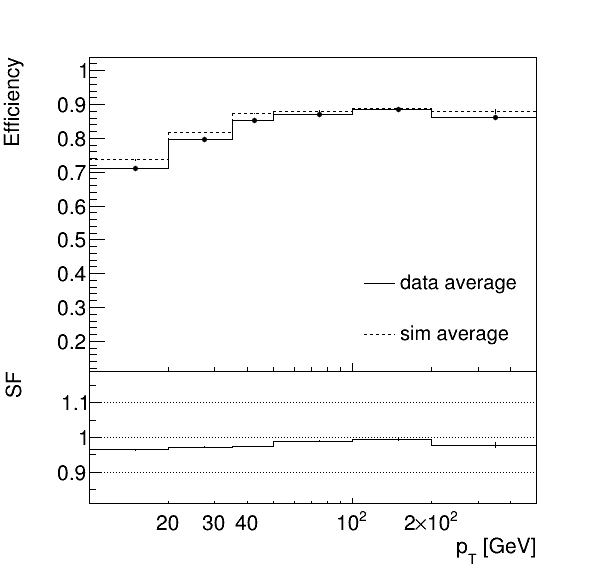 Efficiency
1
0.9
0.8
0.7
0.6
0.5
0.4
0.3
0.2
data average
sim average
SF
1.1
1
0.9
20 30 40 10² 2×10²
p_T [GeV]